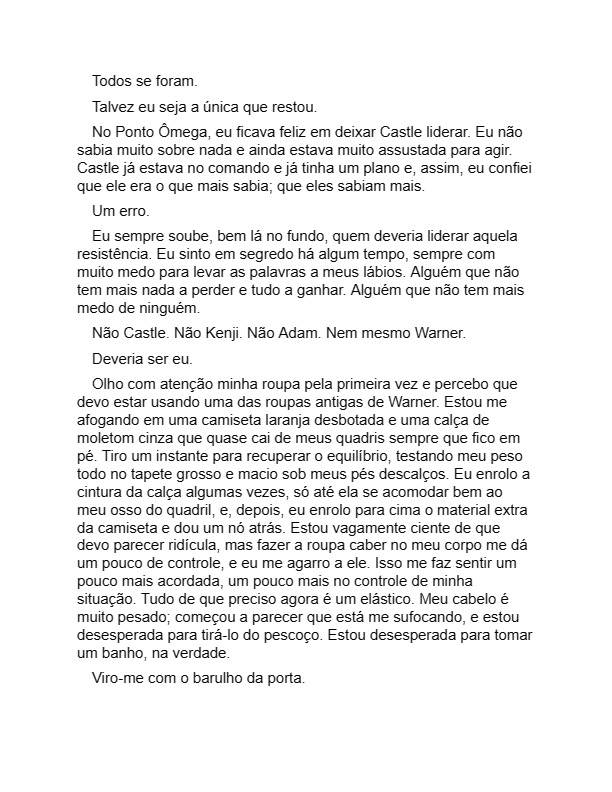 Todos se foram.
Talvez eu seja a única que restou.
No Ponto Ômega, eu ficava feliz em deixar Castle liderar. Eu não
sabia muito sobre nada e ainda estava muito assustada para agir.
Castle já estava no comando e já tinha um plano e, assim, eu confiei
que ele era o que mais sabia; que eles sabiam mais.
Um erro.
Eu sempre soube, bem lá no fundo, quem deveria liderar aquela
resistência. Eu sinto em segredo há algum tempo, sempre com
muito medo para levar as palavras a meus lábios. Alguém que não
tem mais nada a perder e tudo a ganhar. Alguém que não tem mais
medo de ninguém.
Não Castle. Não Kenji. Não Adam. Nem mesmo Warner.
Deveria ser eu.
Olho com atenção minha roupa pela primeira vez e percebo que
devo estar usando uma das roupas antigas de Warner. Estou me
afogando em uma camiseta laranja desbotada e uma calça de
moletom cinza que quase cai de meus quadris sempre que fico em
pé. Tiro um instante para recuperar o equilíbrio, testando meu peso
todo no tapete grosso e macio sob meus pés descalços. Eu enrolo a
cintura da calça algumas vezes, só até ela se acomodar bem ao
meu osso do quadril, e, depois, eu enrolo para cima o material extra
da camiseta e dou um nó atrás. Estou vagamente ciente de que
devo parecer ridícula, mas fazer a roupa caber no meu corpo me dá
um pouco de controle, e eu me agarro a ele. Isso me faz sentir um
pouco mais acordada, um pouco mais no controle de minha
situação. Tudo de que preciso agora é um elástico. Meu cabelo é
muito pesado; começou a parecer que está me sufocando, e estou
desesperada para tirá-lo do pescoço. Estou desesperada para tomar
um banho, na verdade.
Viro-me com o barulho da porta.